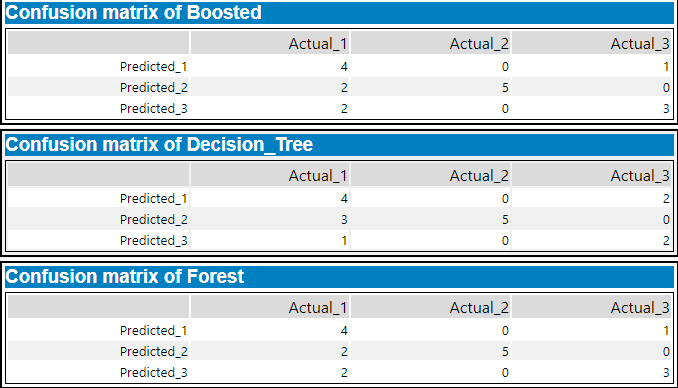 Confusion matrix of Boosted
Actual_1 Actual_2 Actual_3
Predicted_1 4 0 1
Predicted_2 2 5 0
Predicted_3 2 0 3
Confusion matrix of Decision_Tree
Actual_1 Actual_2 Actual_3
Predicted_1 4 0 2
Predicted_2 3 5 0
Predicted_3 1 0 2
Confusion matrix of Forest
Actual_1 Actual_2 Actual_3
Predicted_1 4 0 1
Predicted_2 2 5 0
Predicted_3 2 0 3